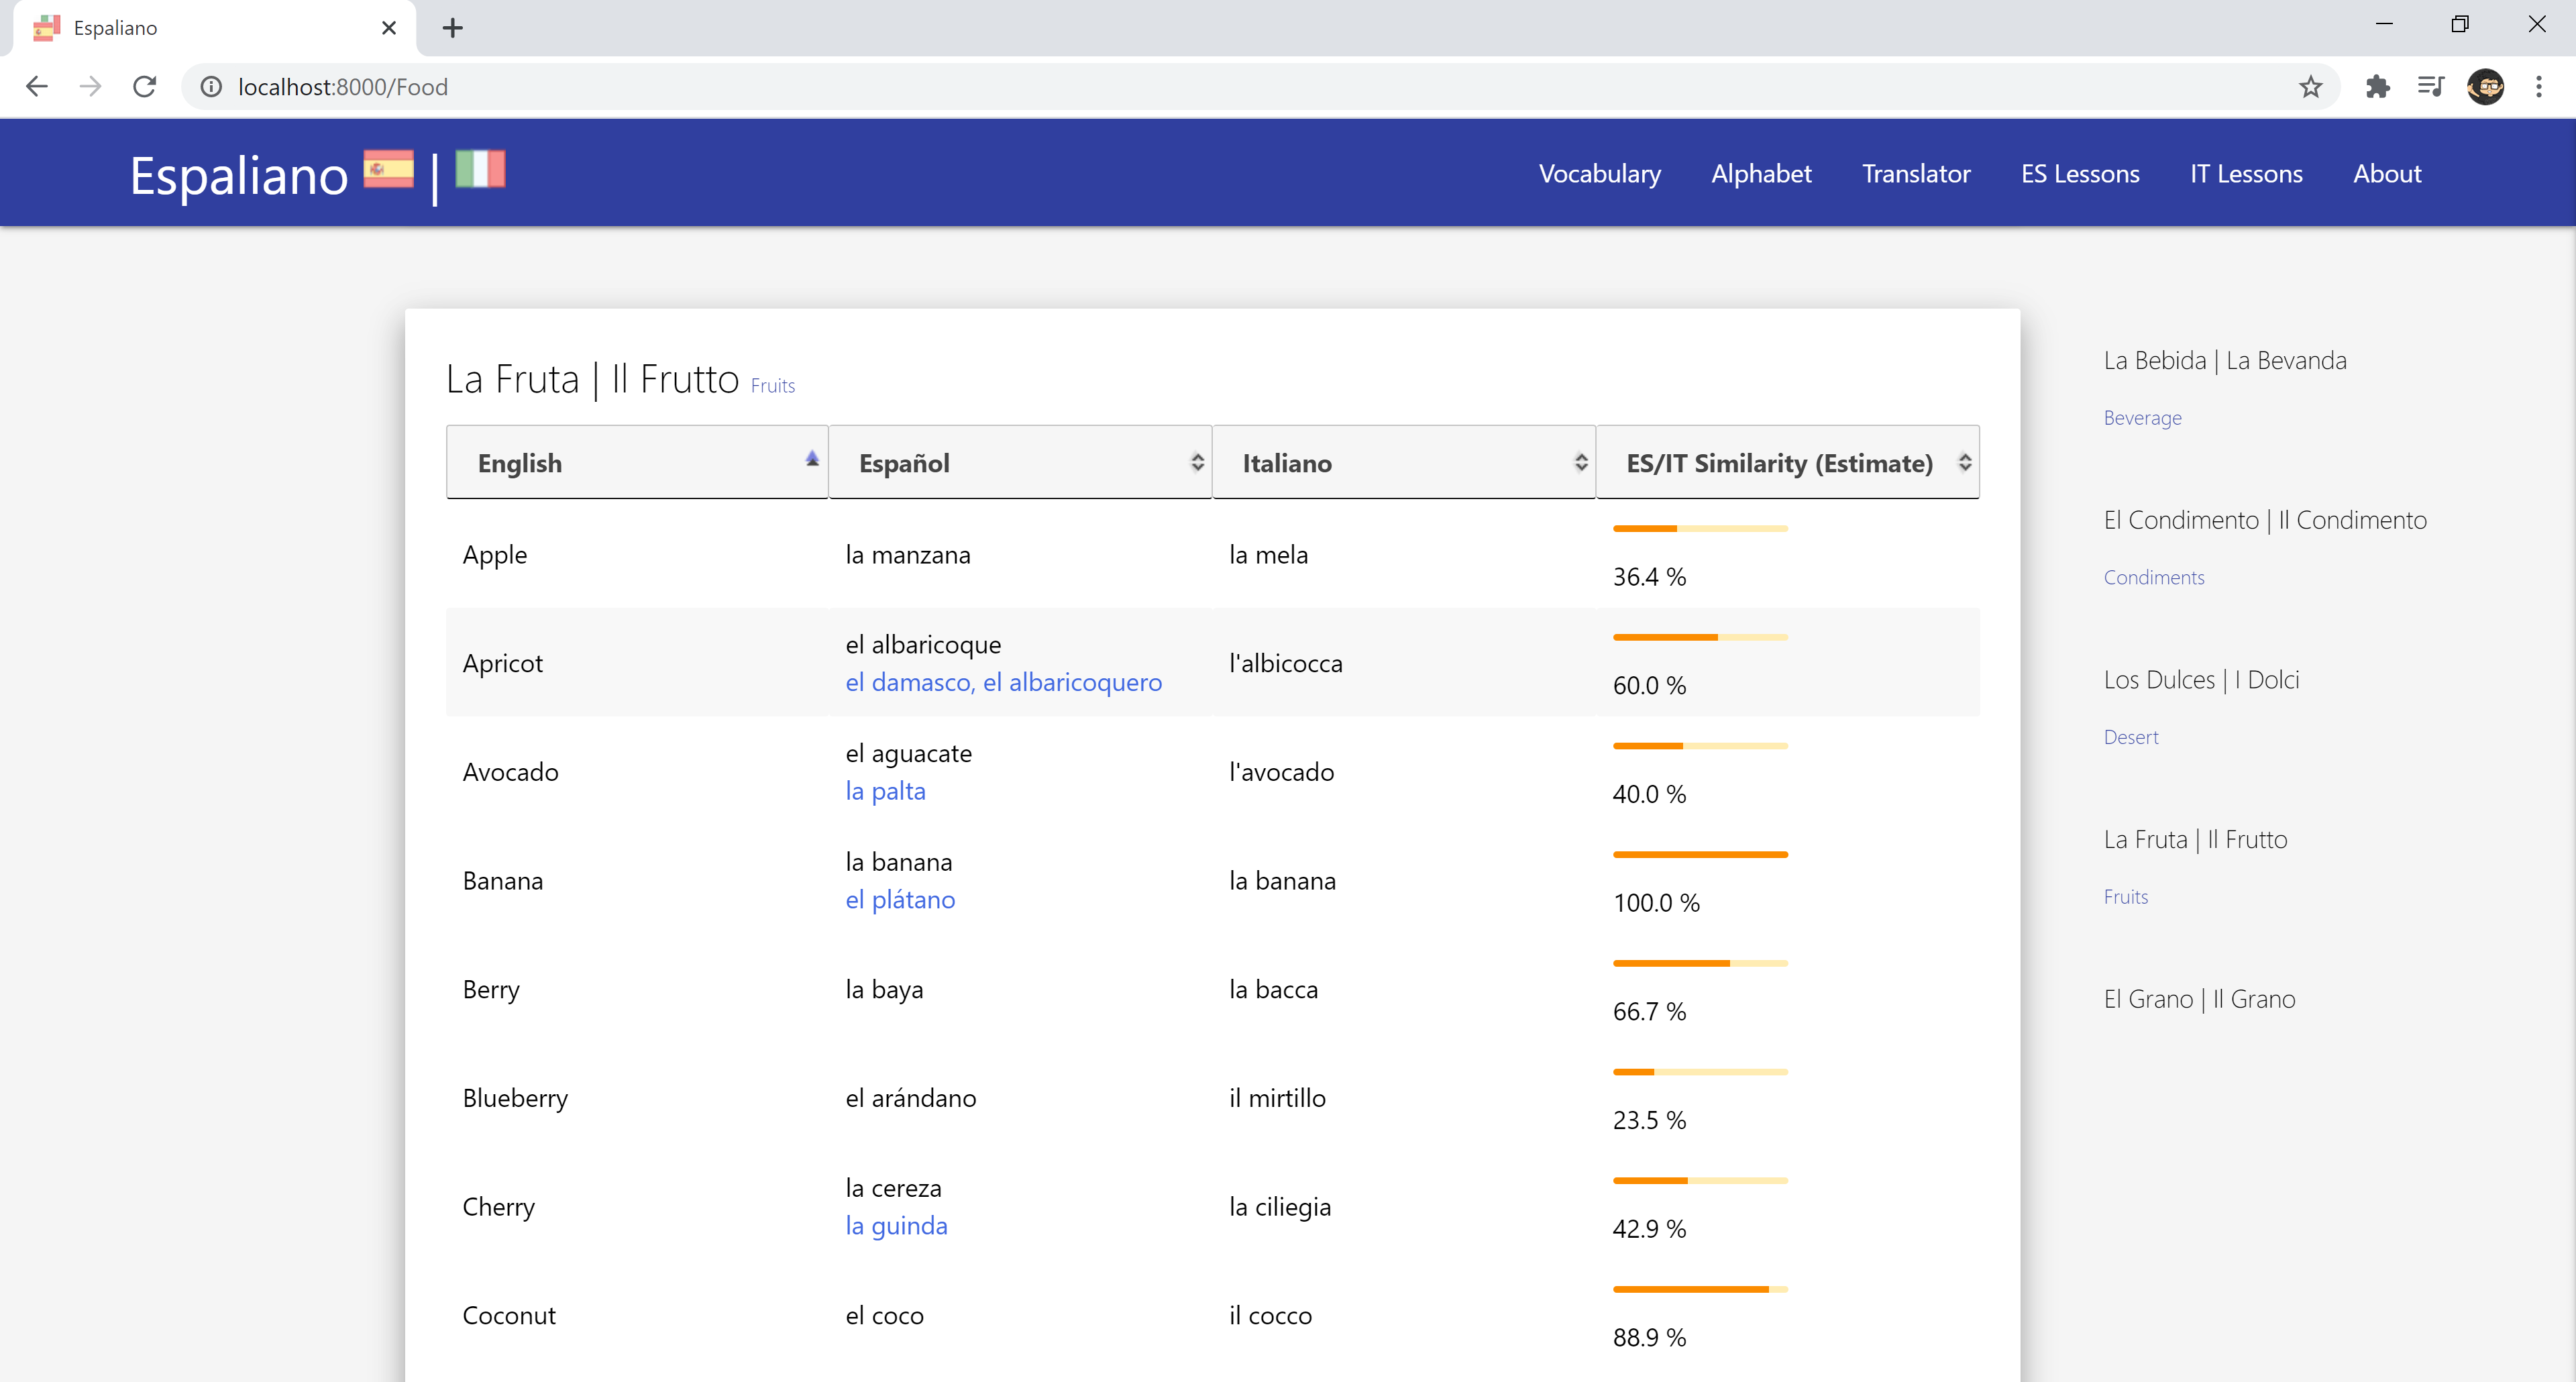 Espaliano
localhost:8000/Food
Espaliano |
Vocabulary Alphabet Translator ES Lessons IT Lessons About
La Fruta | Il Frutto Fruits
English Español Italiano ES/IT Similarity (Estimate)
Apple la manzana la mela 36.4 %
Apricot el albaricoque l'albicocca 60.0 %
el damasco, el albaricoquero
Avocado el aguacate l'avocado 40.0 %
la palta
Banana la banana la banana 100.0 %
el plátano
Berry la baya la bacca 66.7 %
Blueberry el arándano il mirtillo 23.5 %
Cherry la cereza la ciliegia 42.9 %
la guinda
Coconut el coco il cocco 88.9 %
La Bebida | La Bevanda
Beverage
El Condimento | Il Condimento
Condiments
Los Dulces | I Dolci
Desert
La Fruta | Il Frutto
Fruits
El Grano | Il Grano